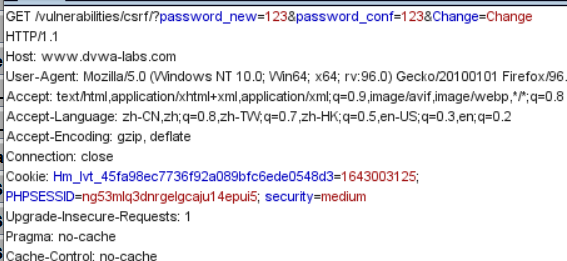 GET /vulnerabilities/csrf/?password_new=123&password_conf=123&Change=Change
HTTP/1.1
Host: www.dvwa-labs.com
User-Agent: Mozilla/5.0 (Windows NT 10.0; Win64; x64; rv:96.0) Gecko/20100101 Firefox/96.
Accept: text/html,application/xhtml+xml,application/xml;q=0.9,image/avif,image/webp,*/*;q=0.8
Accept-Language: zh-CN,zh;q=0.8,zh-TW;q=0.7,zh-HK;q=0.5,en-US;q=0.3,en;q=0.2
Accept-Encoding: gzip, deflate
Connection: close
Cookie: Hm_lvt_45fa98ec7736f92a089bfc6ede0548d3=1643003125;
PHPSESSID=ng53mlq3dnrgelgcaju14epui5; security=medium
Upgrade-Insecure-Requests: 1
Pragma: no-cache
Cache-Control: no-cache